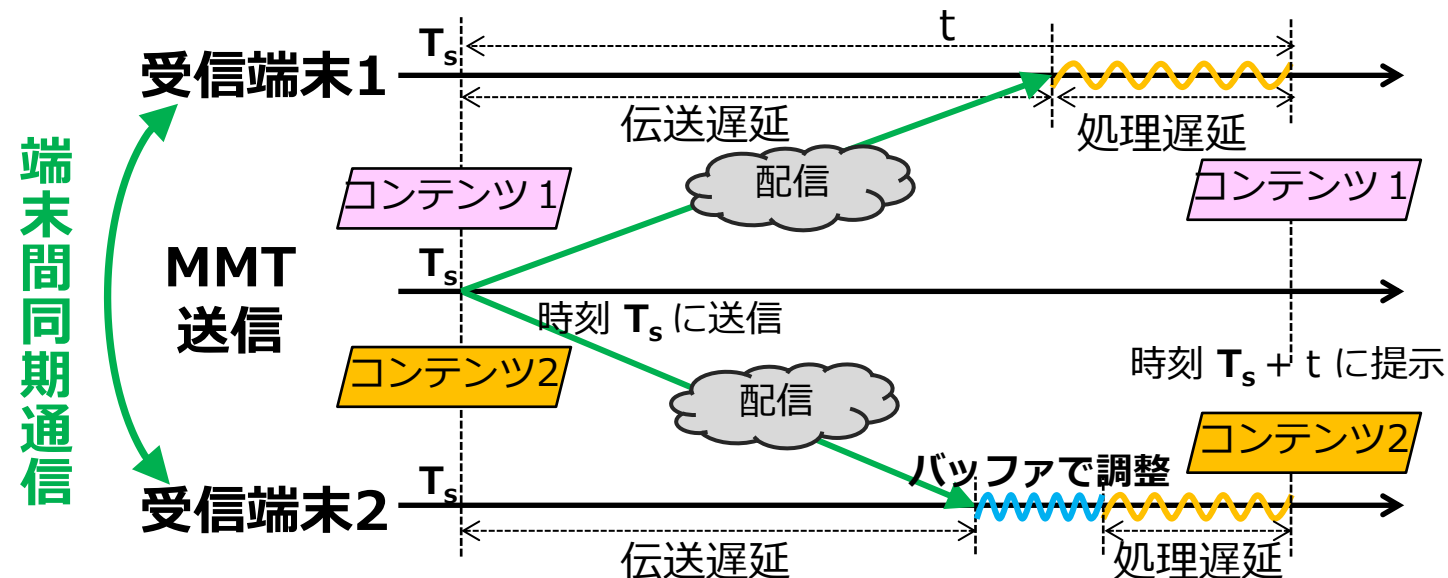 t
Ts
受信端末1
伝送遅延
処理遅延
配信
コンテンツ1
コンテンツ1
端末間同期通信
MMT
送信
Ts
時刻 Ts に送信
コンテンツ2
配信
時刻 Ts + t に提示
コンテンツ2
バッファで調整
Ts
受信端末2
伝送遅延
処理遅延